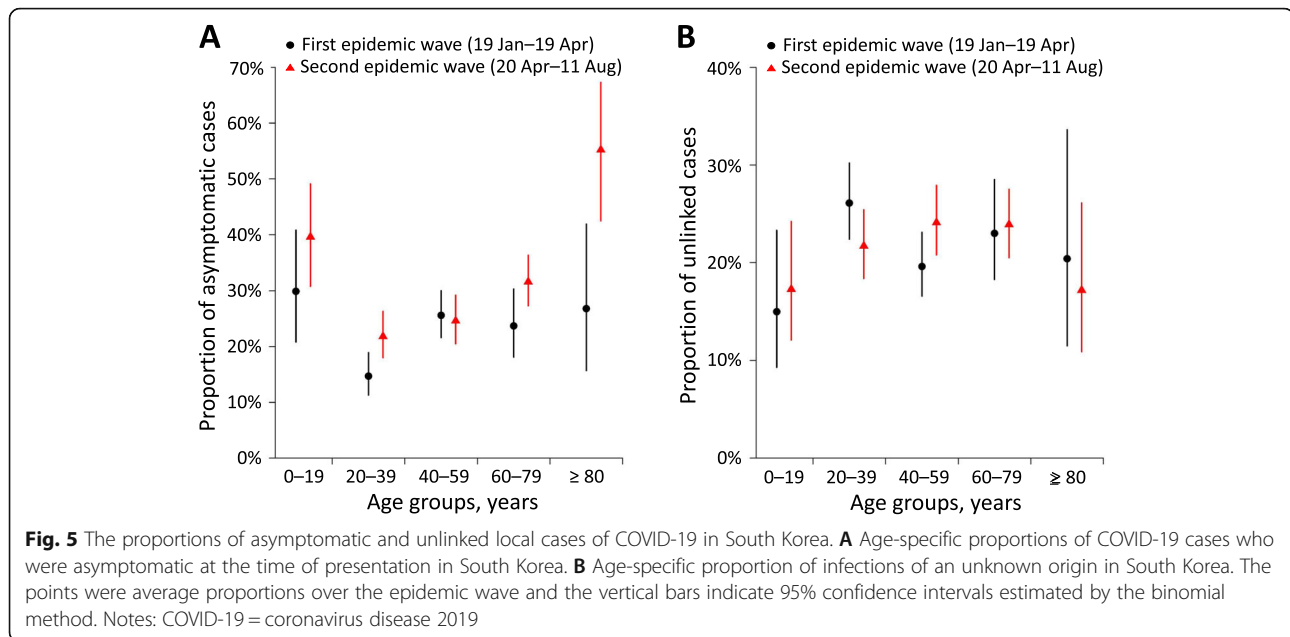 A
First epidemic wave (19 Jan–19 Apr)
Second epidemic wave (20 Apr–11 Aug)
70%
60%
50%
40%
30%
20%
10%
0%
Proportion of asymptomatic cases
0–19 20–39 40–59 60–79 ≥ 80
Age groups, years
B
First epidemic wave (19 Jan–19 Apr)
Second epidemic wave (20 Apr–11 Aug)
40%
30%
20%
10%
0%
Proportion of unlinked cases
0–19 20–39 40–59 60–79 ≥ 80
Age groups, years
Fig. 5 The proportions of asymptomatic and unlinked local cases of COVID-19 in South Korea. A Age-specific proportions of COVID-19 cases who
were asymptomatic at the time of presentation in South Korea. B Age-specific proportion of infections of an unknown origin in South Korea. The
points were average proportions over the epidemic wave and the vertical bars indicate 95% confidence intervals estimated by the binomial
method. Notes: COVID-19 = coronavirus disease 2019